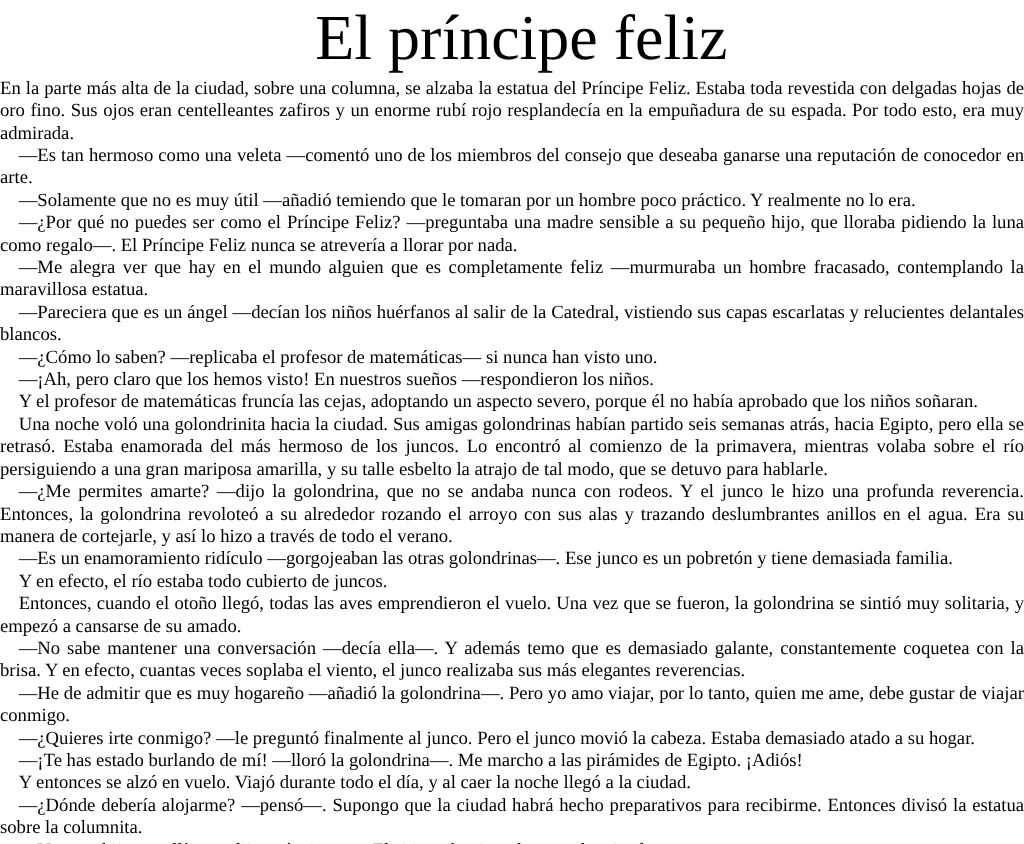 El príncipe feliz
En la parte más alta de la ciudad, sobre una columna, se alzaba la estatua del Príncipe Feliz. Estaba toda revestida con delgadas hojas de
oro fino. Sus ojos eran centelleantes zafiros y un enorme rubí rojo resplandecía en la empuñadura de su espada. Por todo esto, era muy
admirada.
—Es tan hermoso como una veleta —comentó uno de los miembros del consejo que deseaba ganarse una reputación de conocedor en
arte.
—Solamente que no es muy útil —añadió temiendo que le tomaran por un hombre poco práctico. Y realmente no lo era.
—¿Por qué no puedes ser como el Príncipe Feliz? —preguntaba una madre sensible a su pequeño hijo, que lloraba pidiendo la luna
como regalo—. El Príncipe Feliz nunca se atrevería a llorar por nada.
—Me alegra ver que hay en el mundo alguien que es completamente feliz —murmuraba un hombre fracasado, contemplando la
maravillosa estatua.
—Pareciera que es un ángel —decían los niños huérfanos al salir de la Catedral, vistiendo sus capas escarlatas y relucientes delantales
blancos.
—¿Cómo lo saben? —replicaba el profesor de matemáticas— si nunca han visto uno.
—¡Ah, pero claro que los hemos visto! En nuestros sueños —respondieron los niños.
Y el profesor de matemáticas fruncía las cejas, adoptando un aspecto severo, porque él no había aprobado que los niños soñaran.
Una noche voló una golondrinita hacia la ciudad. Sus amigas golondrinas habían partido seis semanas atrás, hacia Egipto, pero ella se
retrasó. Estaba enamorada del más hermoso de los juncos. Lo encontró al comienzo de la primavera, mientras volaba sobre el río
persiguiendo a una gran mariposa amarilla, y su talle esbelto la atrajo de tal modo, que se detuvo para hablarle.
—¿Me permites amarte? —dijo la golondrina, que no se andaba nunca con rodeos. Y el junco le hizo una profunda reverencia.
Entonces, la golondrina revoloteó a su alrededor rozando el arroyo con sus alas y trazando deslumbrantes anillos en el agua. Era su
manera de cortejarle, y así lo hizo a través de todo el verano.
—Es un enamoramiento ridículo —gorgojeaban las otras golondrinas—. Ese junco es un pobretón y tiene demasiada familia.
Y en efecto, el río estaba todo cubierto de juncos.
Entonces, cuando el otoño llegó, todas las aves emprendieron el vuelo. Una vez que se fueron, la golondrina se sintió muy solitaria, y
empezó a cansarse de su amado.
—No sabe mantener una conversación —decía ella—. Y además temo que es demasiado galante, constantemente coquetea con la
brisa. Y en efecto, cuantas veces soplaba el viento, el junco realizaba sus más elegantes reverencias.
—He de admitir que es muy hogareño —añadió la golondrina—. Pero yo amo viajar, por lo tanto, quien me ame, debe gustar de viajar
conmigo.
—¿Quieres irte conmigo? —le preguntó finalmente al junco. Pero el junco movió la cabeza. Estaba demasiado atado a su hogar.
—¡Te has estado burlando de mí! —lloró la golondrina—. Me marcho a las pirámides de Egipto. ¡Adiós!
Y entonces se alzó en vuelo. Viajó durante todo el día, y al caer la noche llegó a la ciudad.
—¿Dónde debería alojarme? —pensó—. Supongo que la ciudad habrá hecho preparativos para recibirme. Entonces divisó la estatua
sobre la columnita.